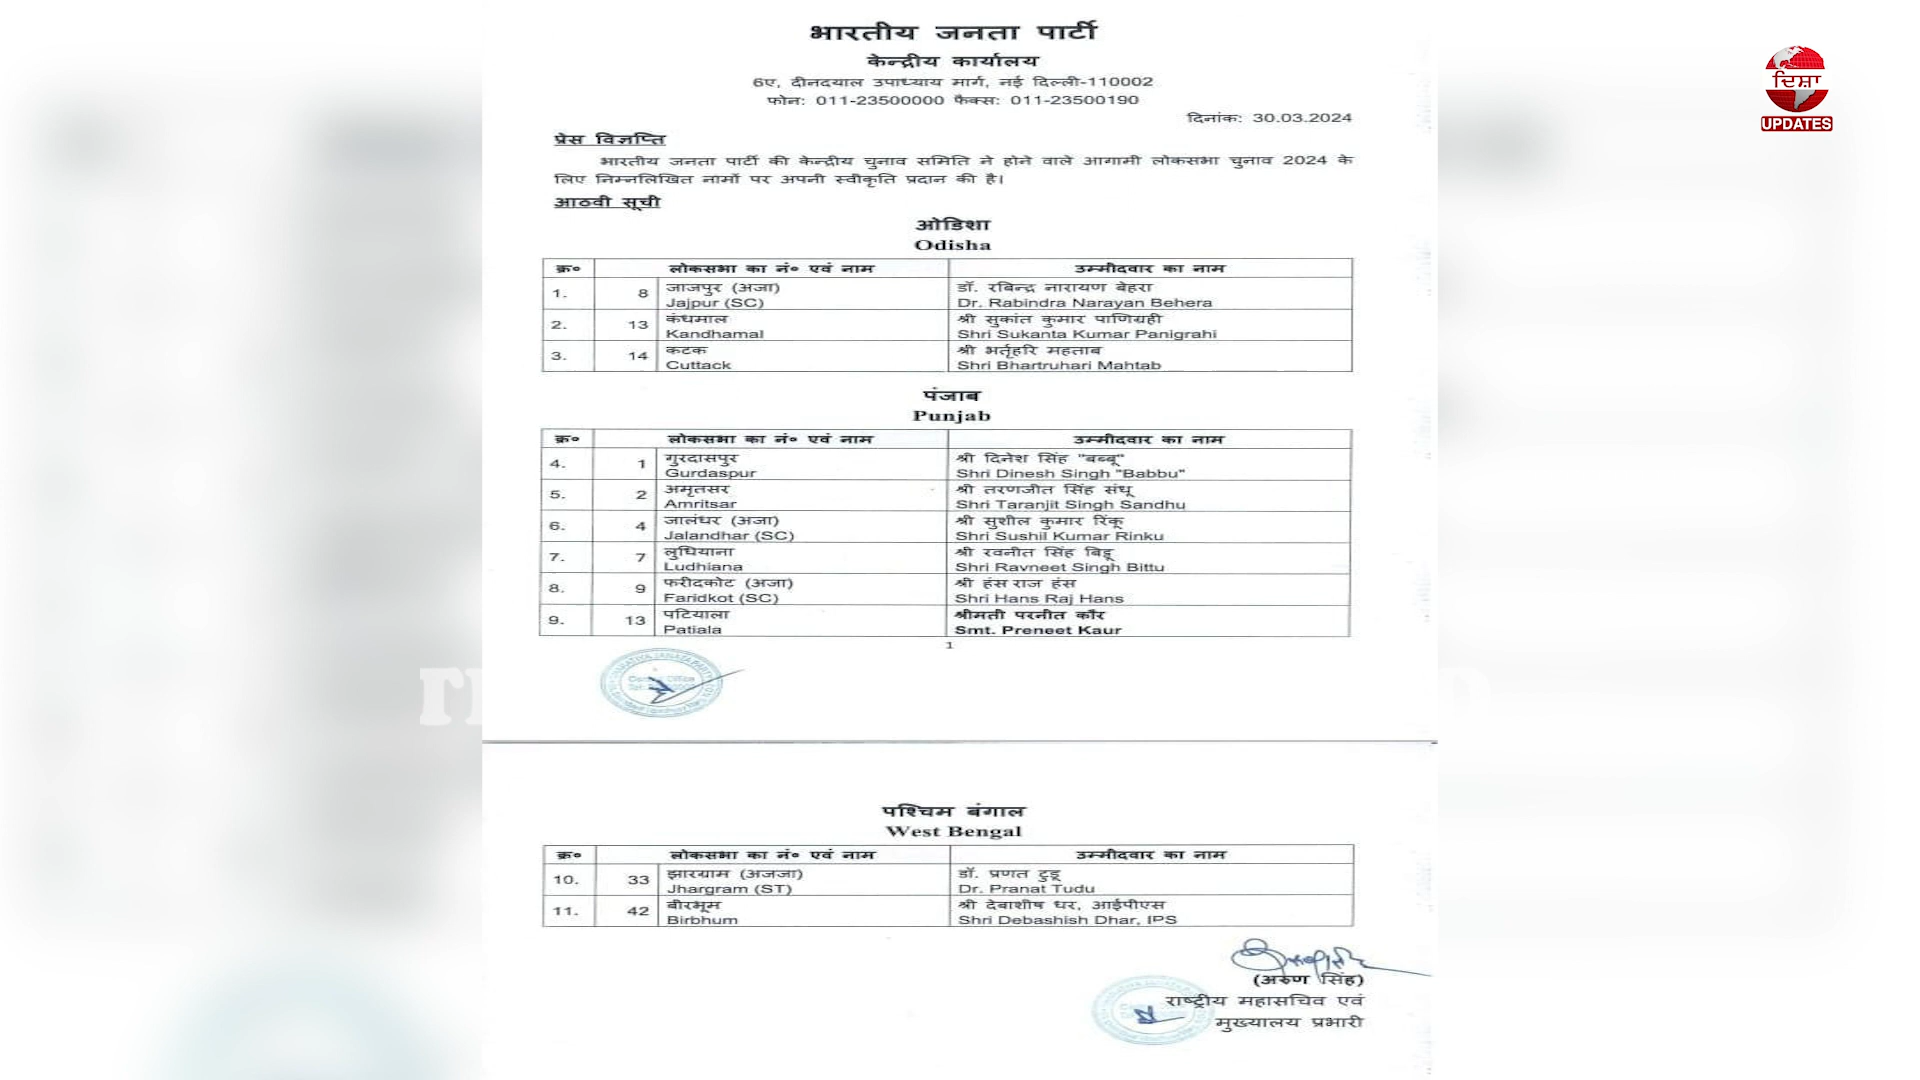 भारतीय जनता पार्टी
केन्द्रीय कार्यालय
6ए, दीनदयाल उपाध्याय मार्ग, नई दिल्ली-110002
फोन: 011-23500000 फैक्स: 011-23500190
दिनांक: 30.03.2024
प्रेस विज्ञप्ति
भारतीय जनता पार्टी की केन्द्रीय चुनाव समिति ने होने वाले आगामी लोकसभा चुनाव 2024 के
लिए निम्नलिखित नामों पर अपनी स्वीकृति प्रदान की है।
आठवी सूची
ओडिशा
Odisha
क्र० लोकसभा का नं० एवं नाम उम्मीदवार का नाम
1. 8 जाजपुर (अजा) डॉ. रबिन्द्र नारायण बेहरा
Jajpur (SC) Dr. Rabindra Narayan Behera
2. 13 कंधमाल श्री सुकांत कुमार पाणिग्रही
Kandhamal Shri Sukanta Kumar Panigrahi
3. 14 कटक श्री भर्तृहरि महताब
Cuttack Shri Bhartruhari Mahtab
पंजाब
Punjab
क्र० लोकसभा का नं० एवं नाम उम्मीदवार का नाम
4. 1 गुरदासपुर श्री दिनेश सिंह "बब्बू"
Gurdaspur Shri Dinesh Singh "Babbu"
5. 2 अमृतसर श्री तरणजीत सिंह संधू
Amritsar Shri Taranjit Singh Sandhu
6. 4 जालंधर (अजा) श्री सुशील कुमार रिंकू
Jalandhar (SC) Shri Sushil Kumar Rinku
7. 7 लुधियाना श्री रवनीत सिंह बिट्टू
Ludhiana Shri Ravneet Singh Bittu
8. 9 फरीदकोट (अजा) श्री हंस राज हंस
Faridkot (SC) Shri Hans Raj Hans
9. 13 पटियाला श्रीमती परनीत कौर
Patiala Smt. Preneet Kaur
1
पश्चिम बंगाल
West Bengal
क्र० लोकसभा का नं० एवं नाम उम्मीदवार का नाम
10. 33 झारग्राम (अजजा) डॉ. प्रणत टुडू
Jhargram (ST) Dr. Pranat Tudu
11. 42 बीरभूम श्री देबाशीष धर, आईपीएस
Birbhum Shri Debashish Dhar, IPS
(अरुण सिंह)
राष्ट्रीय महासचिव एवं
मुख्यालय प्रभारी
ਦਿਸ਼ਾ
UPDATES